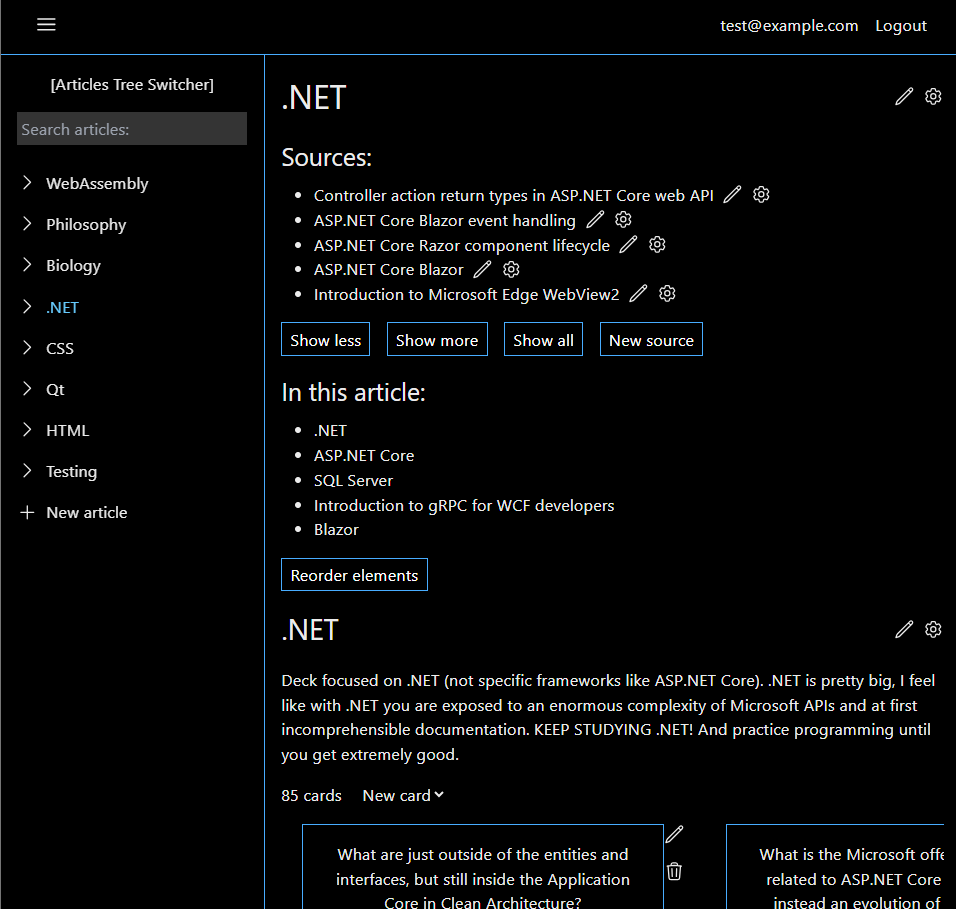 test@example.com Logout
[Articles Tree Switcher]
Search articles:
WebAssembly
Philosophy
Biology
.NET
CSS
Qt
HTML
Testing
New article
.NET
Sources:
Controller action return types in ASP.NET Core web API
ASP.NET Core Blazor event handling
ASP.NET Core Razor component lifecycle
ASP.NET Core Blazor
Introduction to Microsoft Edge WebView2
Show less Show more Show all New source
In this article:
.NET
ASP.NET Core
SQL Server
Introduction to gRPC for WCF developers
Blazor
Reorder elements
.NET
Deck focused on .NET (not specific frameworks like ASP.NET Core). .NET is pretty big, I feel
like with .NET you are exposed to an enormous complexity of Microsoft APIs and at first
incomprehensible documentation. KEEP STUDYING .NET! And practice programming until
you get extremely good.
85 cards New card
What are just outside of the entities and
interfaces, but still inside the Application
Core in Clean Architecture?
What is the Microsoft offe
related to ASP.NET Core
instead an evolution of